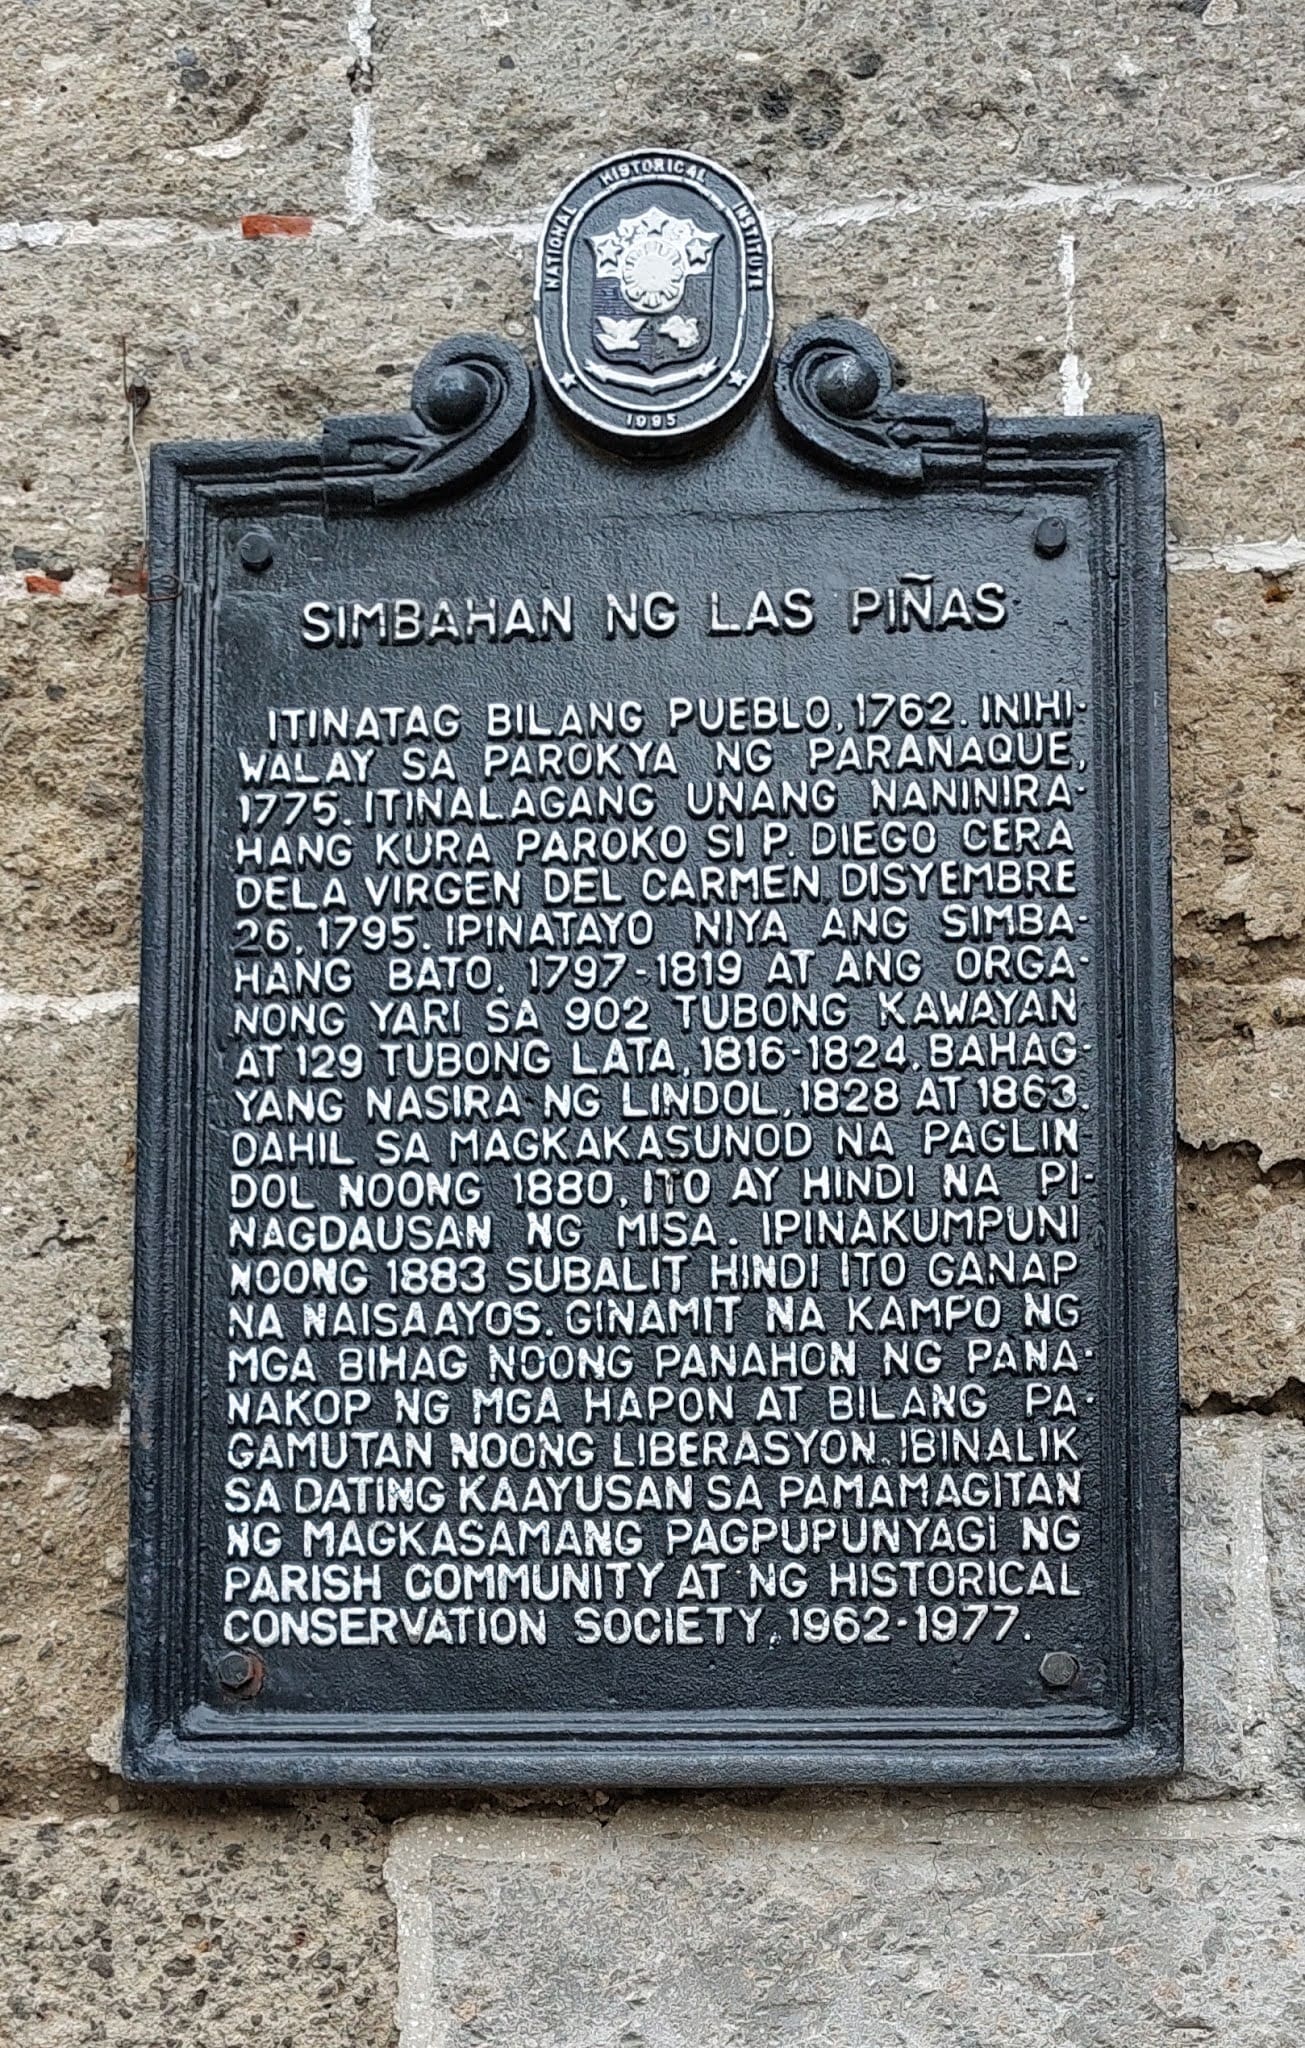 NATIONAL HISTORICAL INSTITUTE
1995
SIMBAHAN NG LAS PIÑAS
ITINATAG BILANG PUEBLO, 1762. INIHI-
WALAY SA PAROKYA NG PARANAQUE,
1775. ITINALAGANG UNANG NANINIRA-
HANG KURA PAROKO SI P. DIEGO CERA
DELA VIRGEN DEL CARMEN, DISYEMBRE
26, 1795. IPINATAYO NIYA ANG SIMBA-
HANG BATO, 1797-1819 AT ANG ORGA-
NONG YARI SA 902 TUBONG KAWAYAN
AT 129 TUBONG LATA, 1816-1824. BAHAG-
YANG NASIRA NG LINDOL, 1828 AT 1863.
DAHIL SA MAGKAKASUNOD NA PAGLIN
DOL NOONG 1880, ITO AY HINDI NA PI-
NAGDAUSAN NG MISA. IPINAKUMPUNI
NOONG 1883 SUBALIT HINDI ITO GANAP
NA NAISAAYOS. GINAMIT NA KAMPO NG
MGA BIHAG NOONG PANAHON NG PANA-
NAKOP NG MGA HAPON AT BILANG PA-
GAMUTAN NOONG LIBERASYON. IBINALIK
SA DATING KAAYUSAN SA PAMAMAGITAN
NG MAGKASAMANG PAGPUPUNYAGI NG
PARISH COMMUNITY AT NG HISTORICAL
CONSERVATION SOCIETY, 1962-1977.